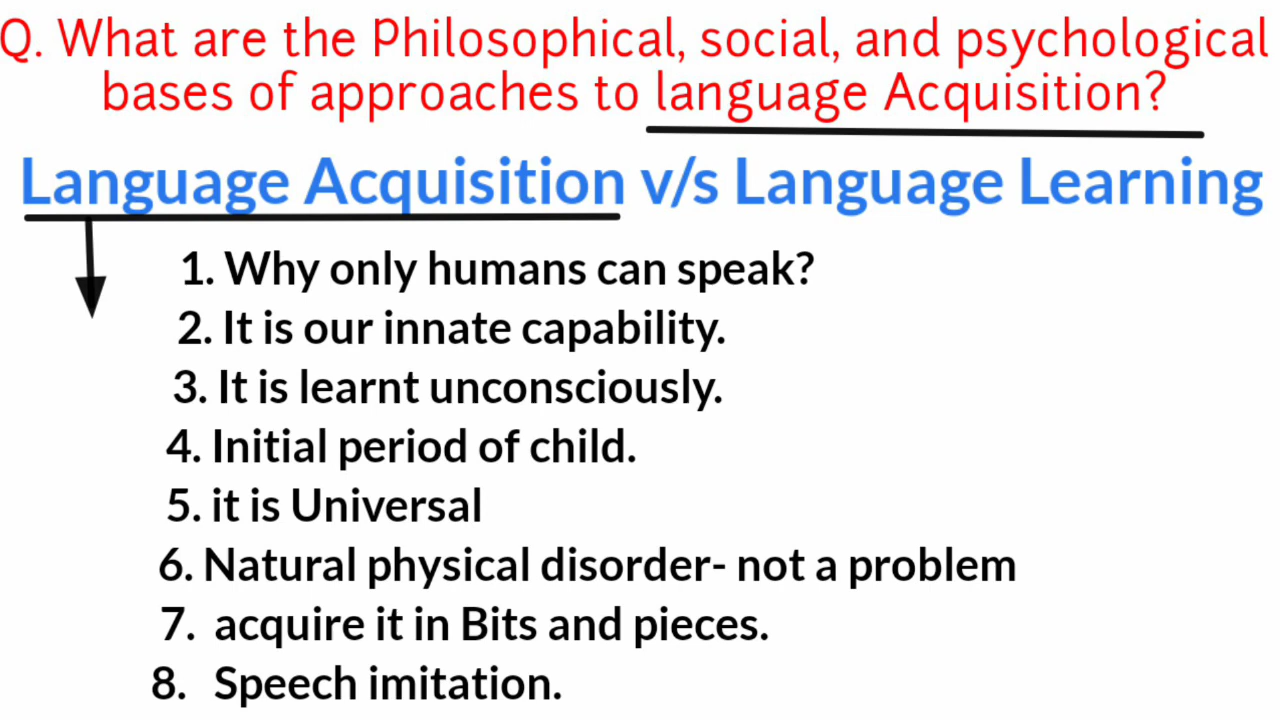 Q. What are the Philosophical, social, and psychological
bases of approaches to language Acquisition?
Language Acquisition v/s Language Learning
1. Why only humans can speak?
2. It is our innate capability.
3. It is learnt unconsciously.
4. Initial period of child.
5. it is Universal
6. Natural physical disorder- not a problem
7. acquire it in Bits and pieces.
8. Speech imitation.